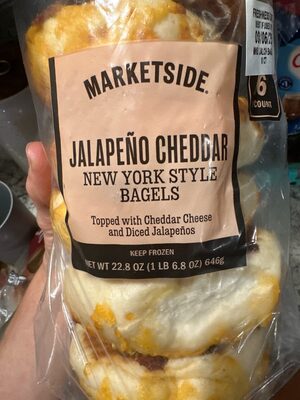 MARKETSIDE.
JALAPEÑO CHEDDAR
NEW YORK STYLE
BAGELS
Topped with Cheddar Cheese
and Diced Jalapeños
KEEP FROZEN
NET WT 22.8 OZ (1 LB 6.8 OZ) 646g
6
COUNT